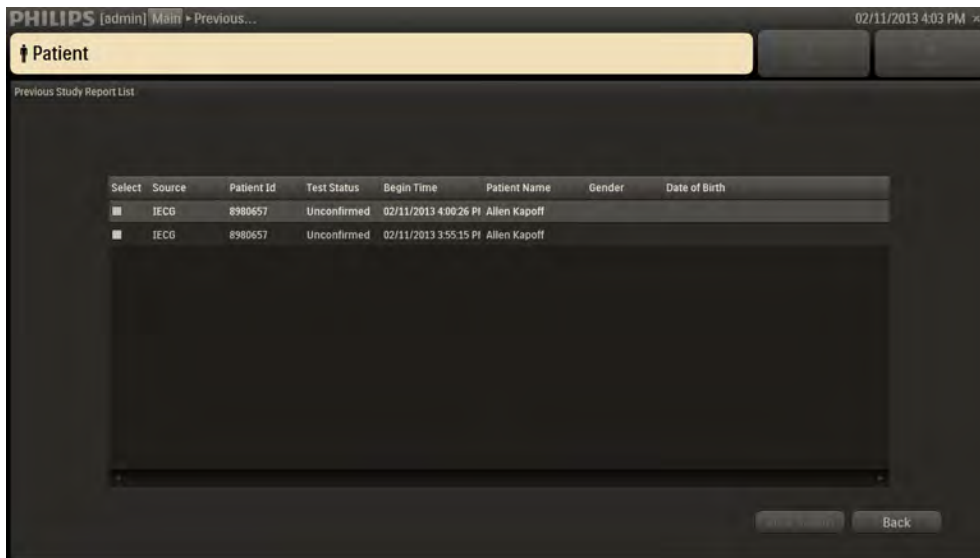 PHILIPS [admin] Main ▸ Previous... 02/11/2013 4:03 PM
Patient
Previous Study Report List
Select Source Patient Id Test Status Begin Time Patient Name Gender Date of Birth
IECG 8980657 Unconfirmed 02/11/2013 4:00:26 PI Allen Kapoff
IECG 8980657 Unconfirmed 02/11/2013 3:55:15 PI Allen Kapoff
Back